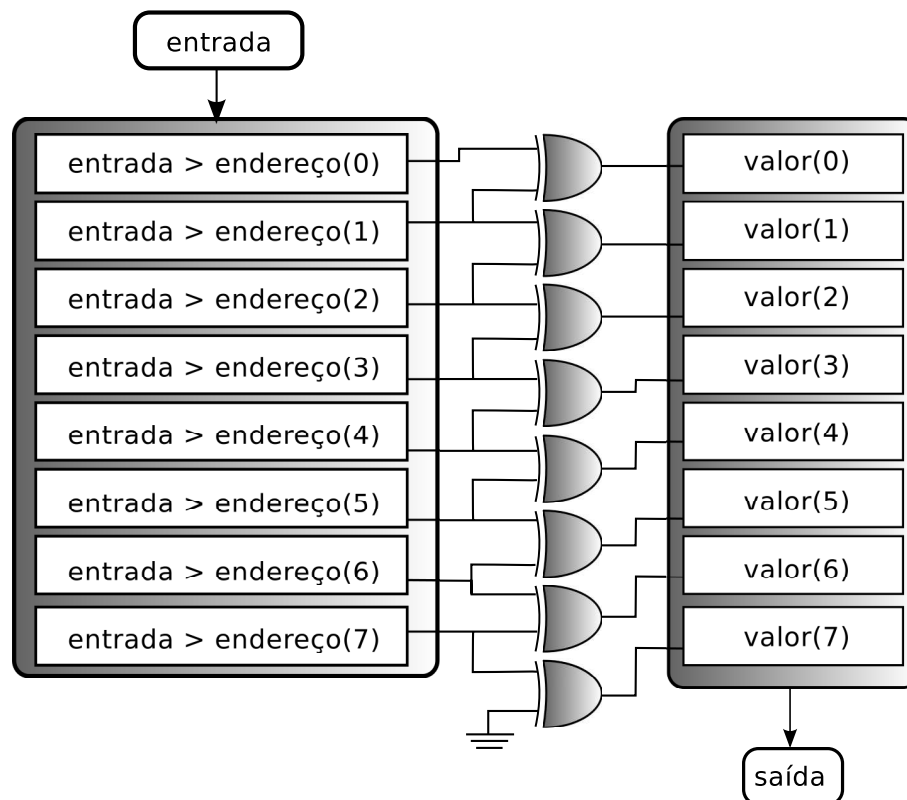 entrada
entrada > endereço(0)
entrada > endereço(1)
entrada > endereço(2)
entrada > endereço(3)
entrada > endereço(4)
entrada > endereço(5)
entrada > endereço(6)
entrada > endereço(7)
valor(0)
valor(1)
valor(2)
valor(3)
valor(4)
valor(5)
valor(6)
valor(7)
saída